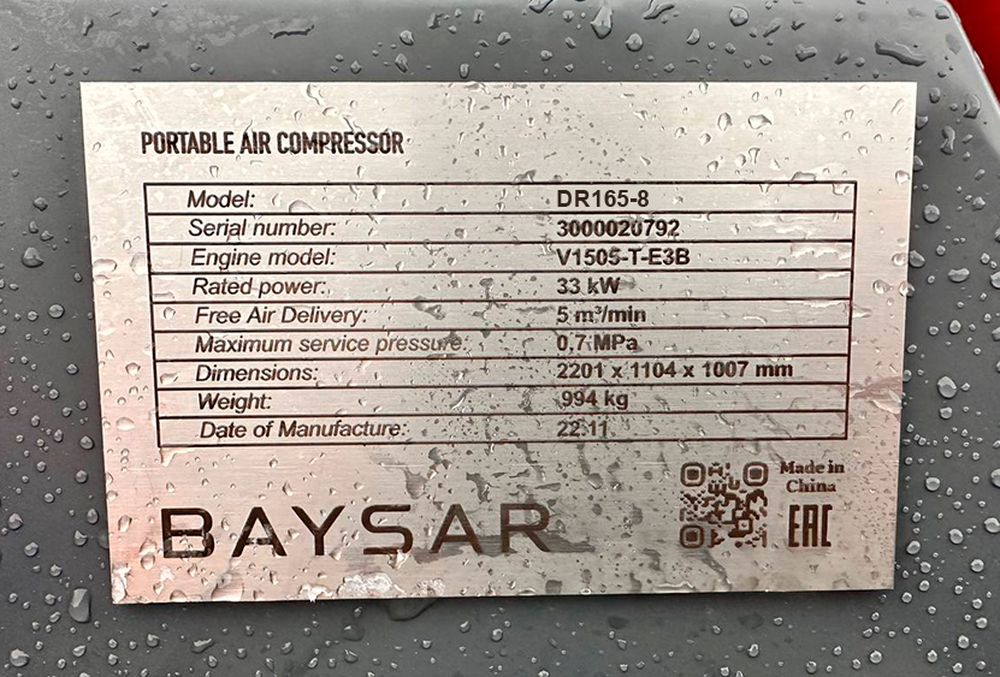 PORTABLE AIR COMPRESSOR
Model: DR165-8
Serial number: 3000020792
Engine model: V1505-T-E3B
Rated power: 33 kW
Free Air Delivery: 5 m³/min
Maximum service pressure: 0.7 MPa
Dimensions: 2201 x 1104 x 1007 mm
Weight: 994 kg
Date of Manufacture: 22.11
BAYSAR
Made in
China
EAC